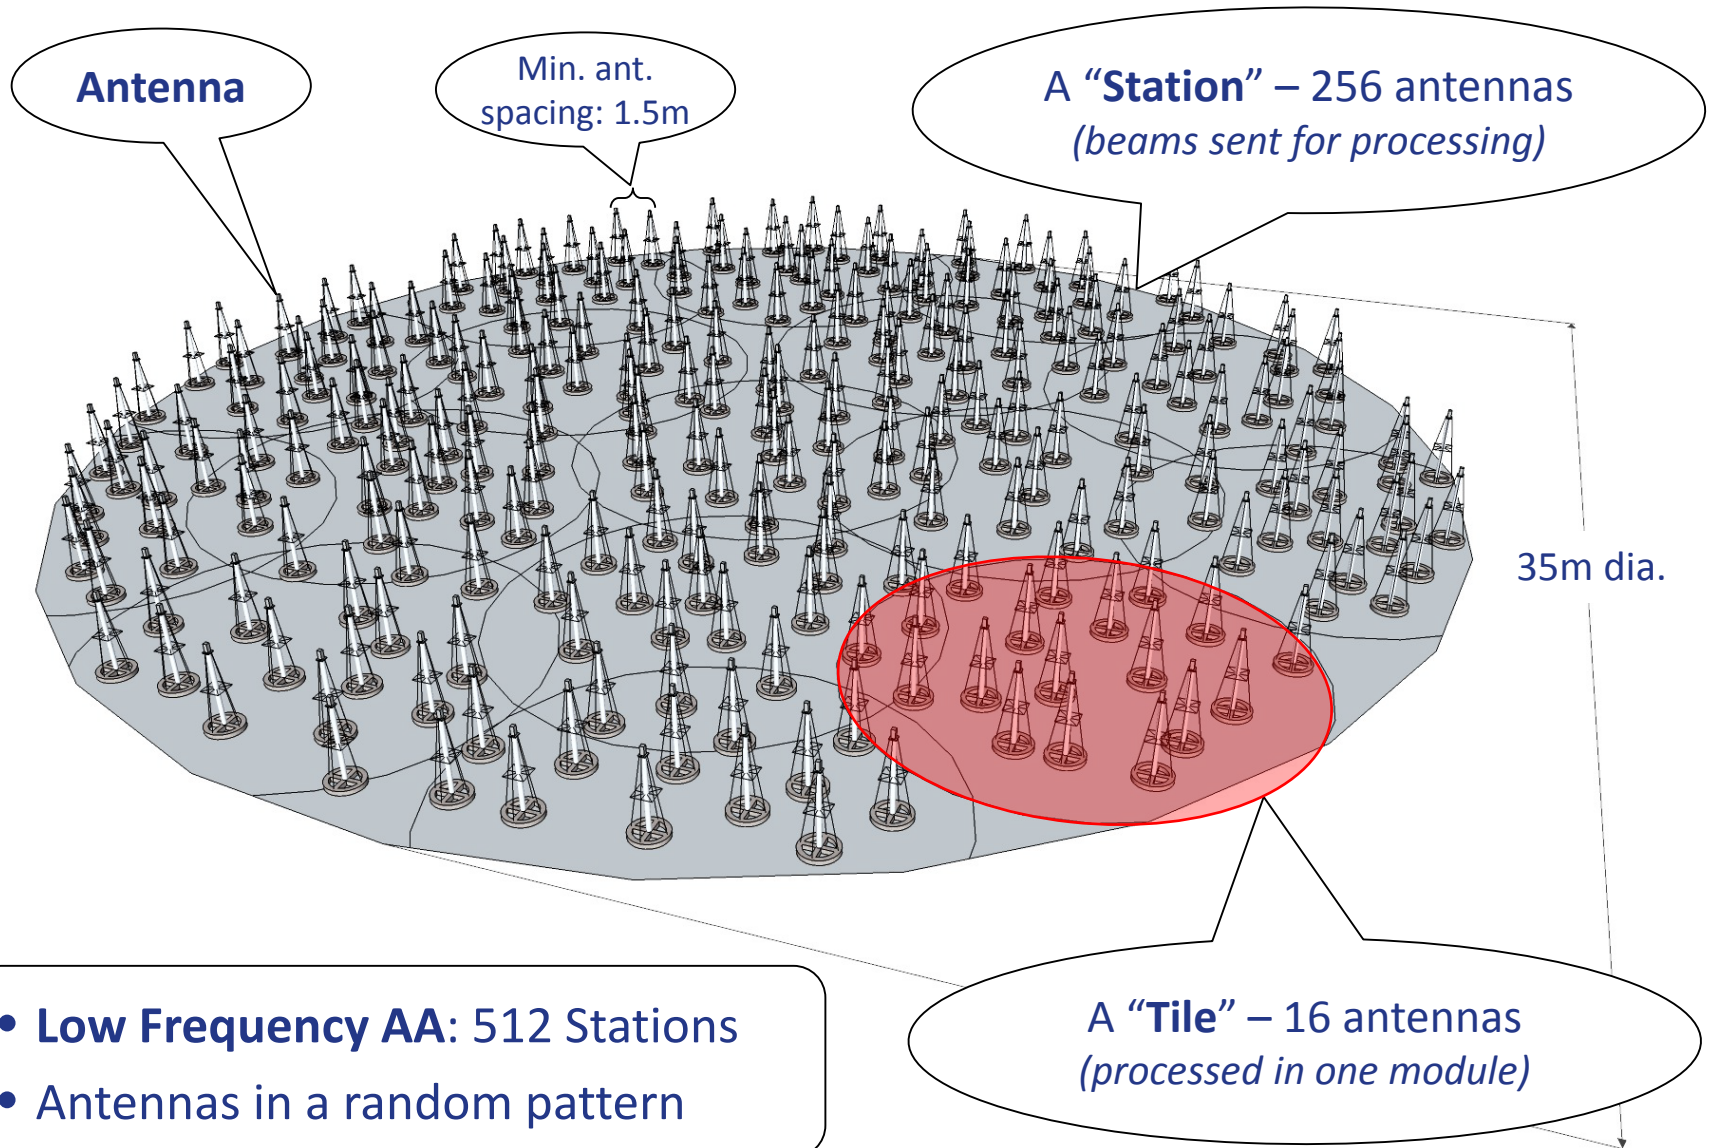 Antenna
Min. ant.
spacing: 1.5m
A “Station” – 256 antennas
(beams sent for processing)
35m dia.
• Low Frequency AA: 512 Stations
• Antennas in a random pattern
A “Tile” – 16 antennas
(processed in one module)